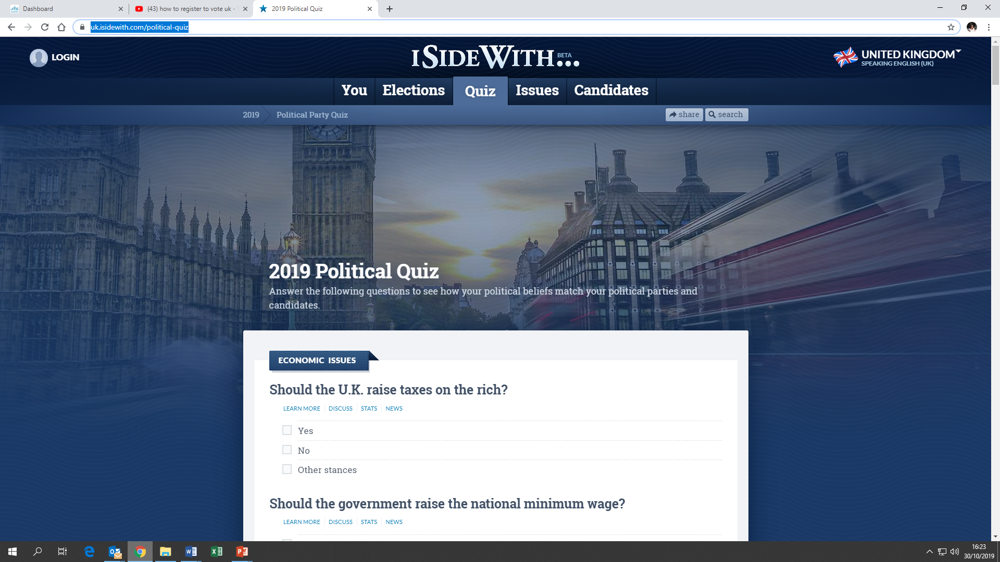 Dashboard
(43) how to register to vote uk -
2019 Political Quiz
uk.isidewith.com/political-quiz
LOGIN
iSideWith...
BETA
UNITED KINGDOM
SPEAKING ENGLISH (UK)
You
Elections
Quiz
Issues
Candidates
2019
Political Party Quiz
share
search
2019 Political Quiz
Answer the following questions to see how your political beliefs match your political parties and
candidates.
ECONOMIC ISSUES
Should the U.K. raise taxes on the rich?
LEARN MORE DISCUSS STATS NEWS
Yes
No
Other stances
Should the government raise the national minimum wage?
LEARN MORE DISCUSS STATS NEWS
16:23
30/10/2019